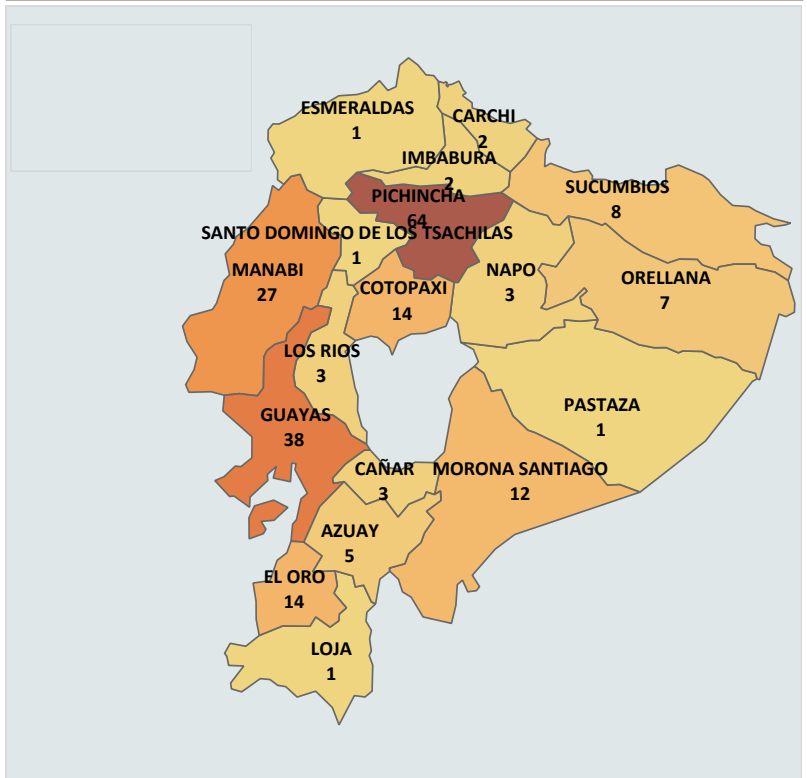 ESMERALDAS
1
CARCHI
2
IMBABURA
2
PICHINCHA
64
SUCUMBIOS
8
SANTO DOMINGO DE LOS TSACHILAS
1
MANABI
27
COTOPAXI
14
NAPO
3
ORELLANA
7
LOS RIOS
3
PASTAZA
1
GUAYAS
38
CAÑAR
3
MORONA SANTIAGO
12
AZUAY
5
EL ORO
14
LOJA
1